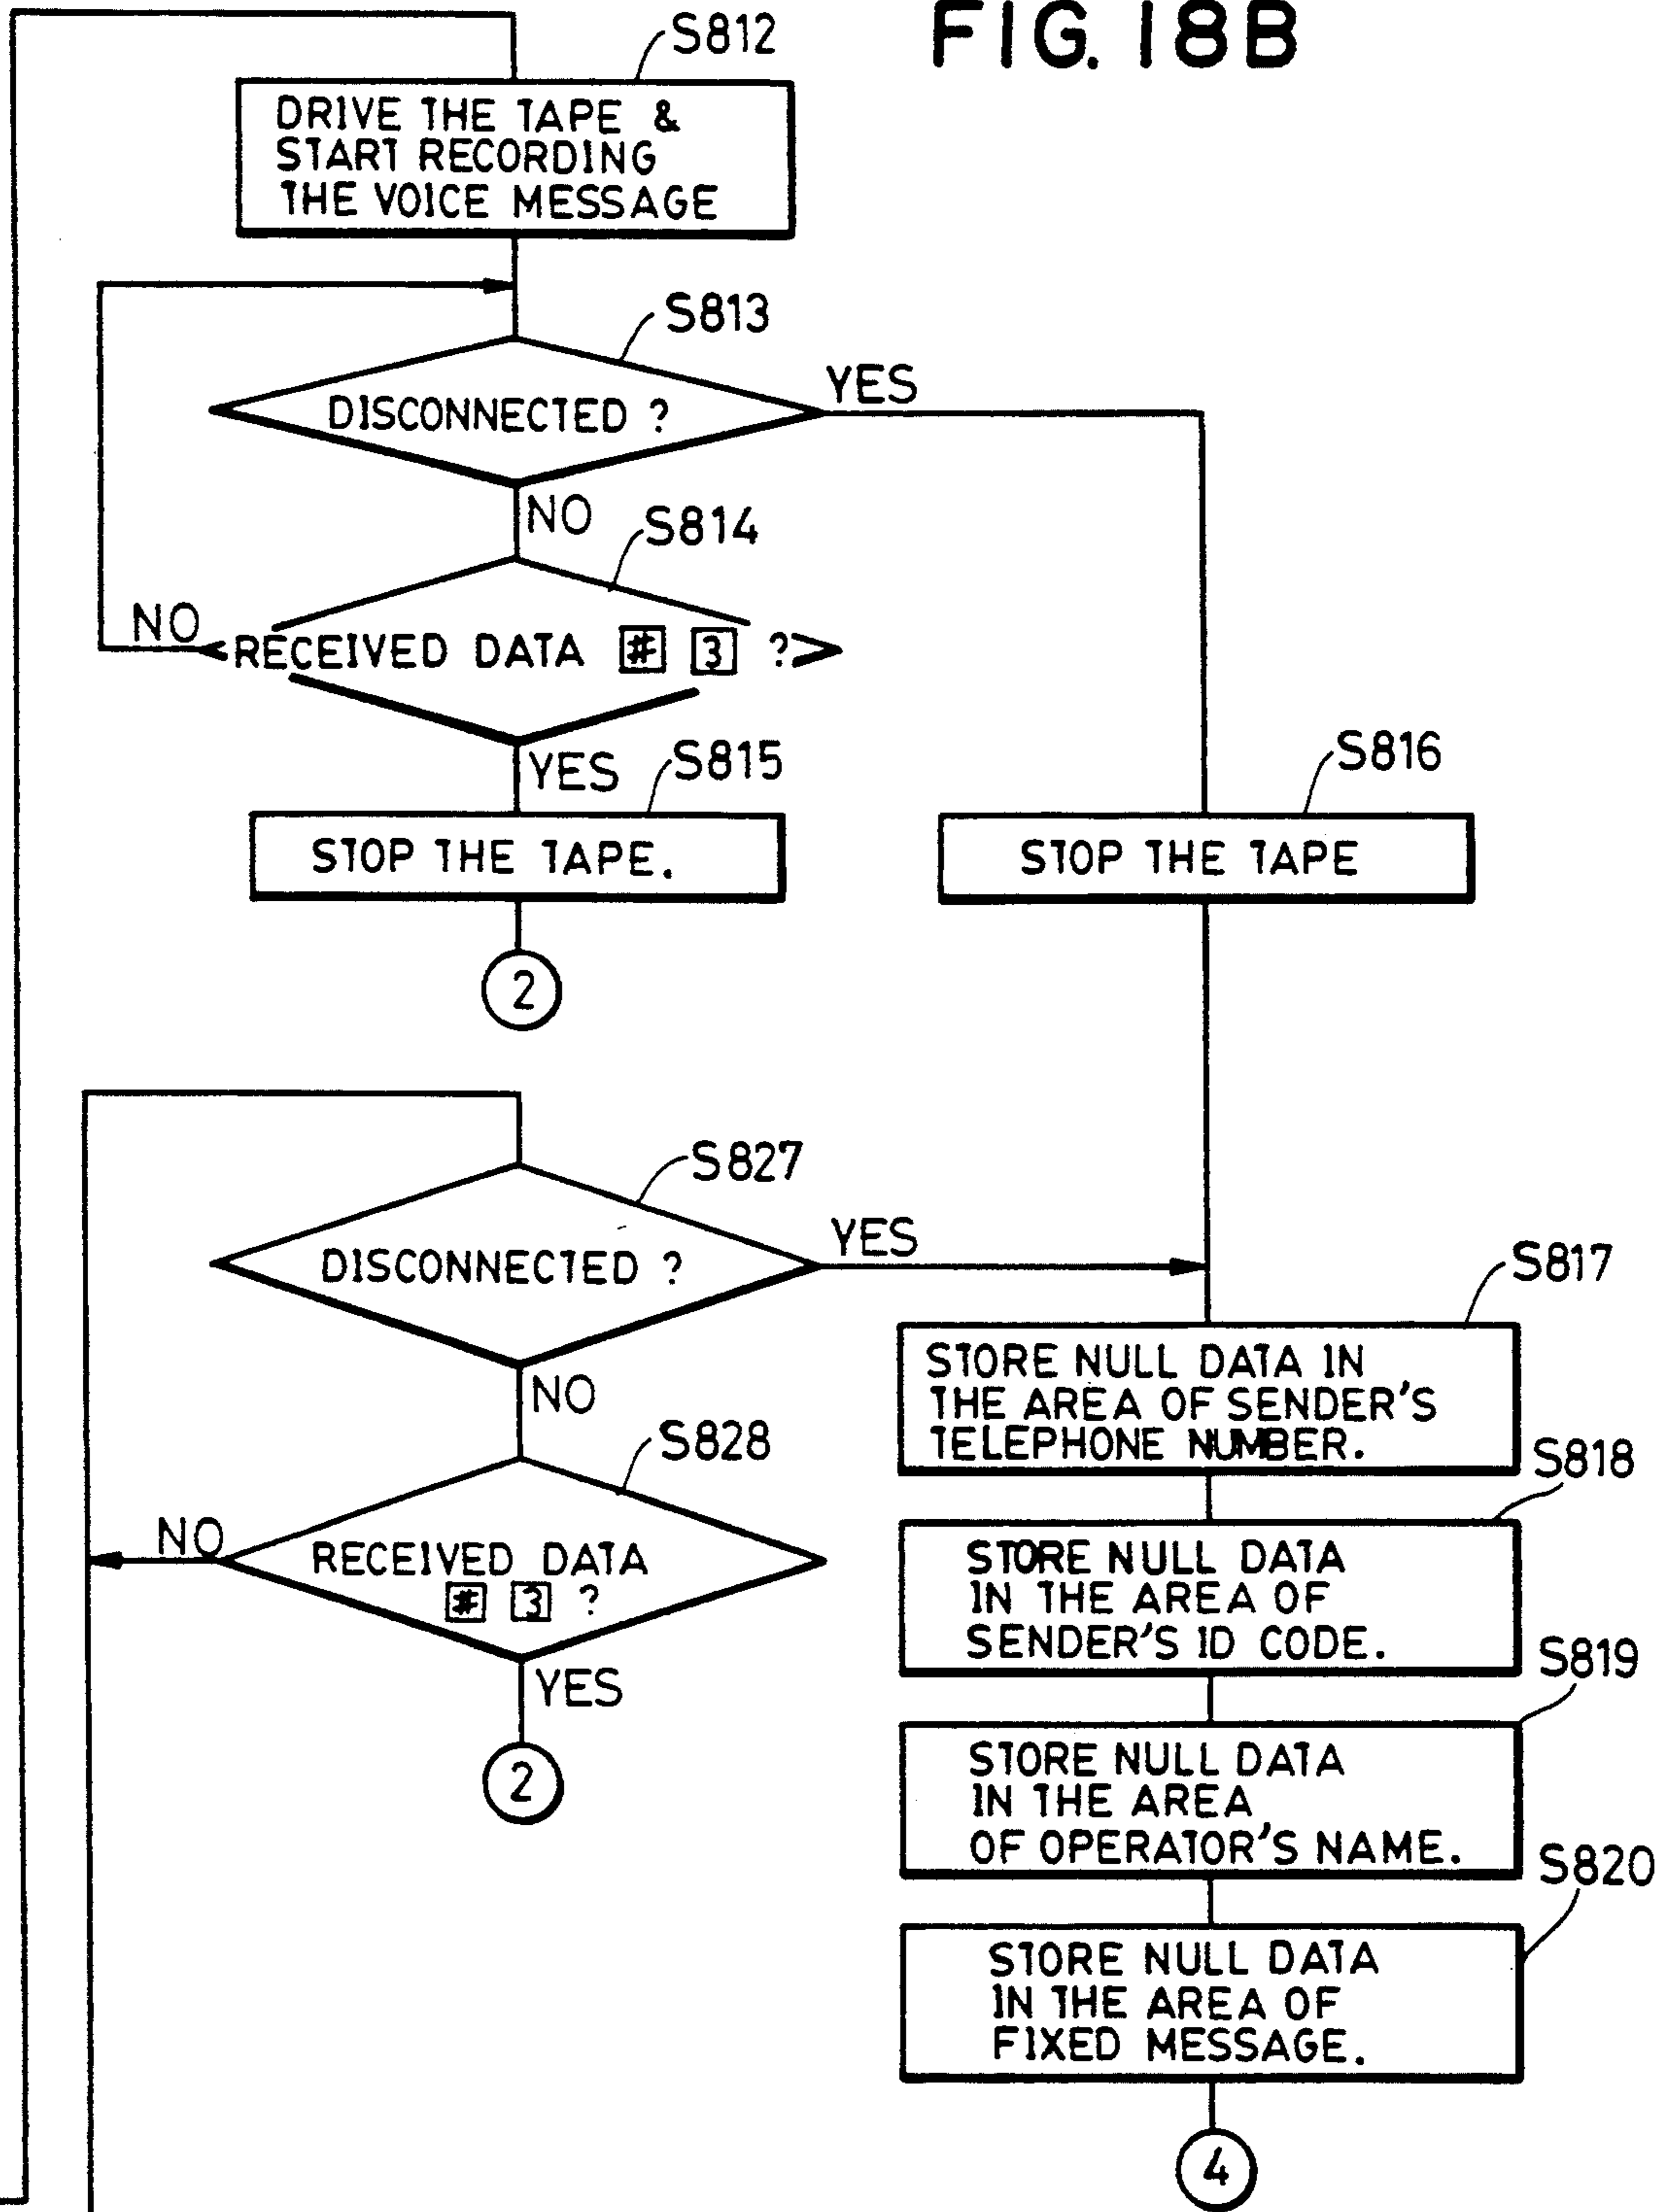 FIG. 18B
S812
DRIVE THE TAPE &
START RECORDING
THE VOICE MESSAGE
S813
DISCONNECTED ?
YES
NO
S814
NO
RECEIVED DATA # 3 ?
YES
S815
STOP THE TAPE.
2
S816
STOP THE TAPE
S827
DISCONNECTED ?
YES
NO
S828
NO
RECEIVED DATA
# 3 ?
YES
2
S817
STORE NULL DATA IN
THE AREA OF SENDER'S
TELEPHONE NUMBER.
S818
STORE NULL DATA
IN THE AREA OF
SENDER'S ID CODE.
S819
STORE NULL DATA
IN THE AREA
OF OPERATOR'S NAME.
S820
STORE NULL DATA
IN THE AREA OF
FIXED MESSAGE.
4